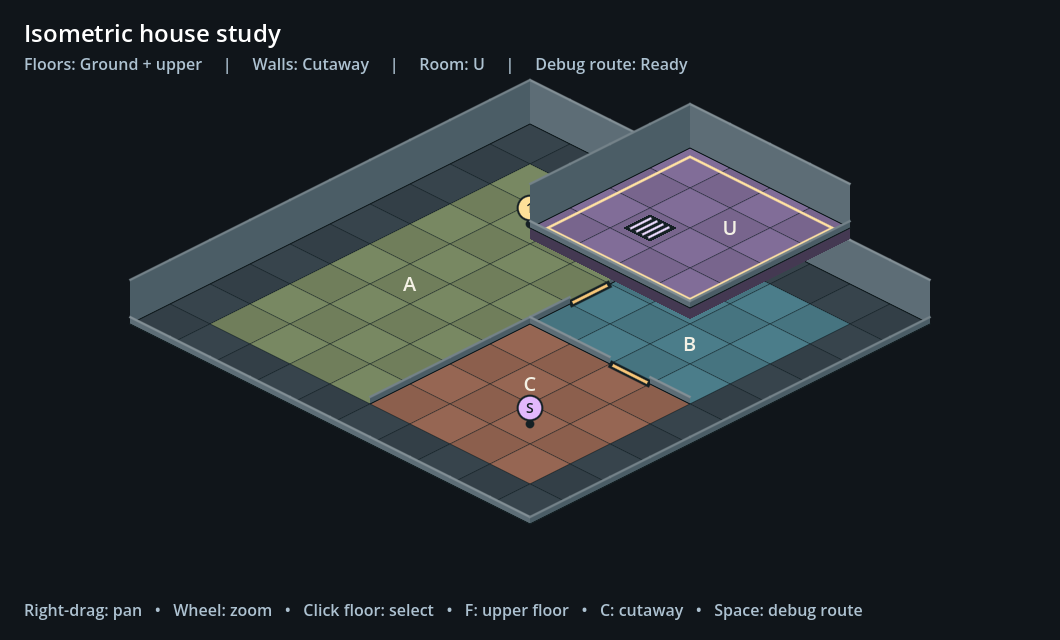 Isometric house study
Floors: Ground + upper | Walls: Cutaway | Room: U | Debug route: Ready
U
A
B
C
S
Right-drag: pan • Wheel: zoom • Click floor: select • F: upper floor • C: cutaway • Space: debug route